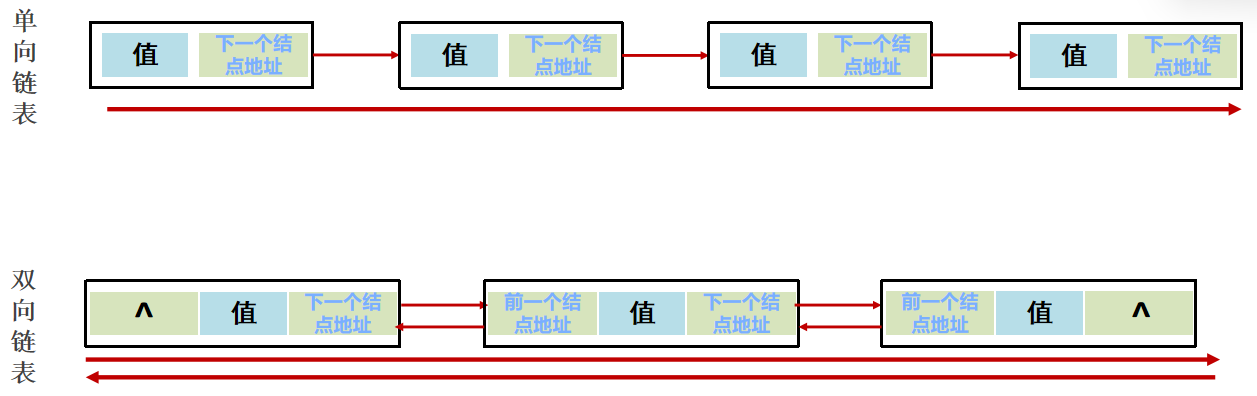 单向链表
值 下一个结点地址 值 下一个结点地址 值 下一个结点地址 值 下一个结点地址
双向链表
^ 值 下一个结点地址 前一个结点地址 值 下一个结点地址 前一个结点地址 值 ^